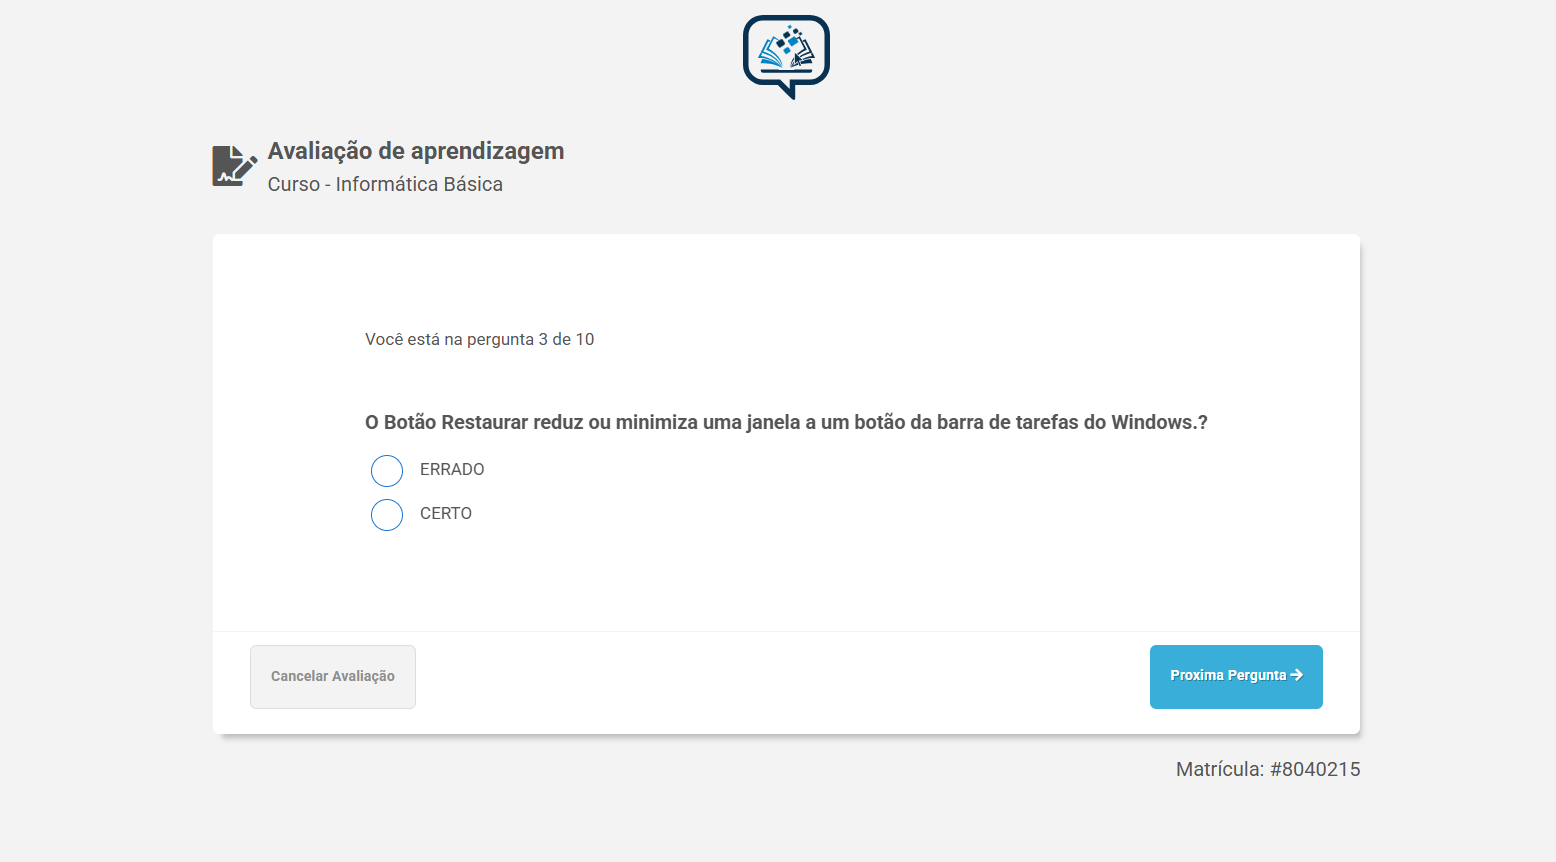 Avaliação de aprendizagem
Curso - Informática Básica
Você está na pergunta 3 de 10
O Botão Restaurar reduz ou minimiza uma janela a um botão da barra de tarefas do Windows.?
ERRADO
CERTO
Cancelar Avaliação
Proxima Pergunta
Matrícula: #8040215